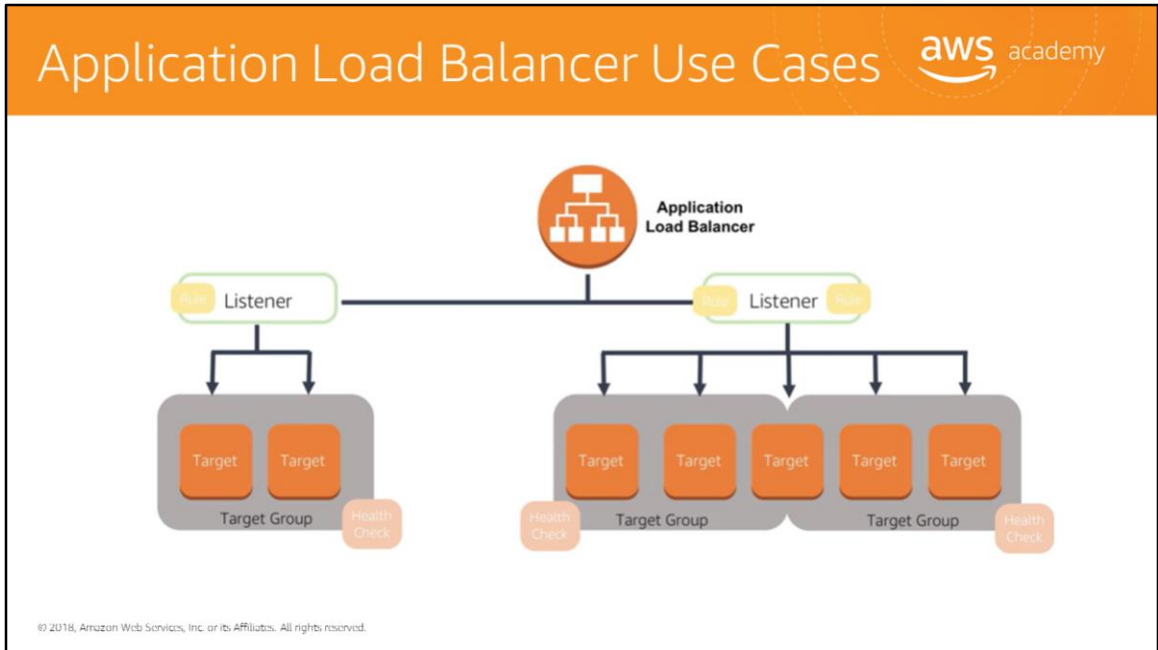 Application Load Balancer Use Cases
aws academy
Application
Load Balancer
Rule Listener
Rule Listener Rule
Target Target
Target Group
Health
Check
Target Target Target Target Target
Health
Check
Target Group
Target Group
Health
Check
© 2018, Amazon Web Services, Inc. or its Affiliates. All rights reserved.